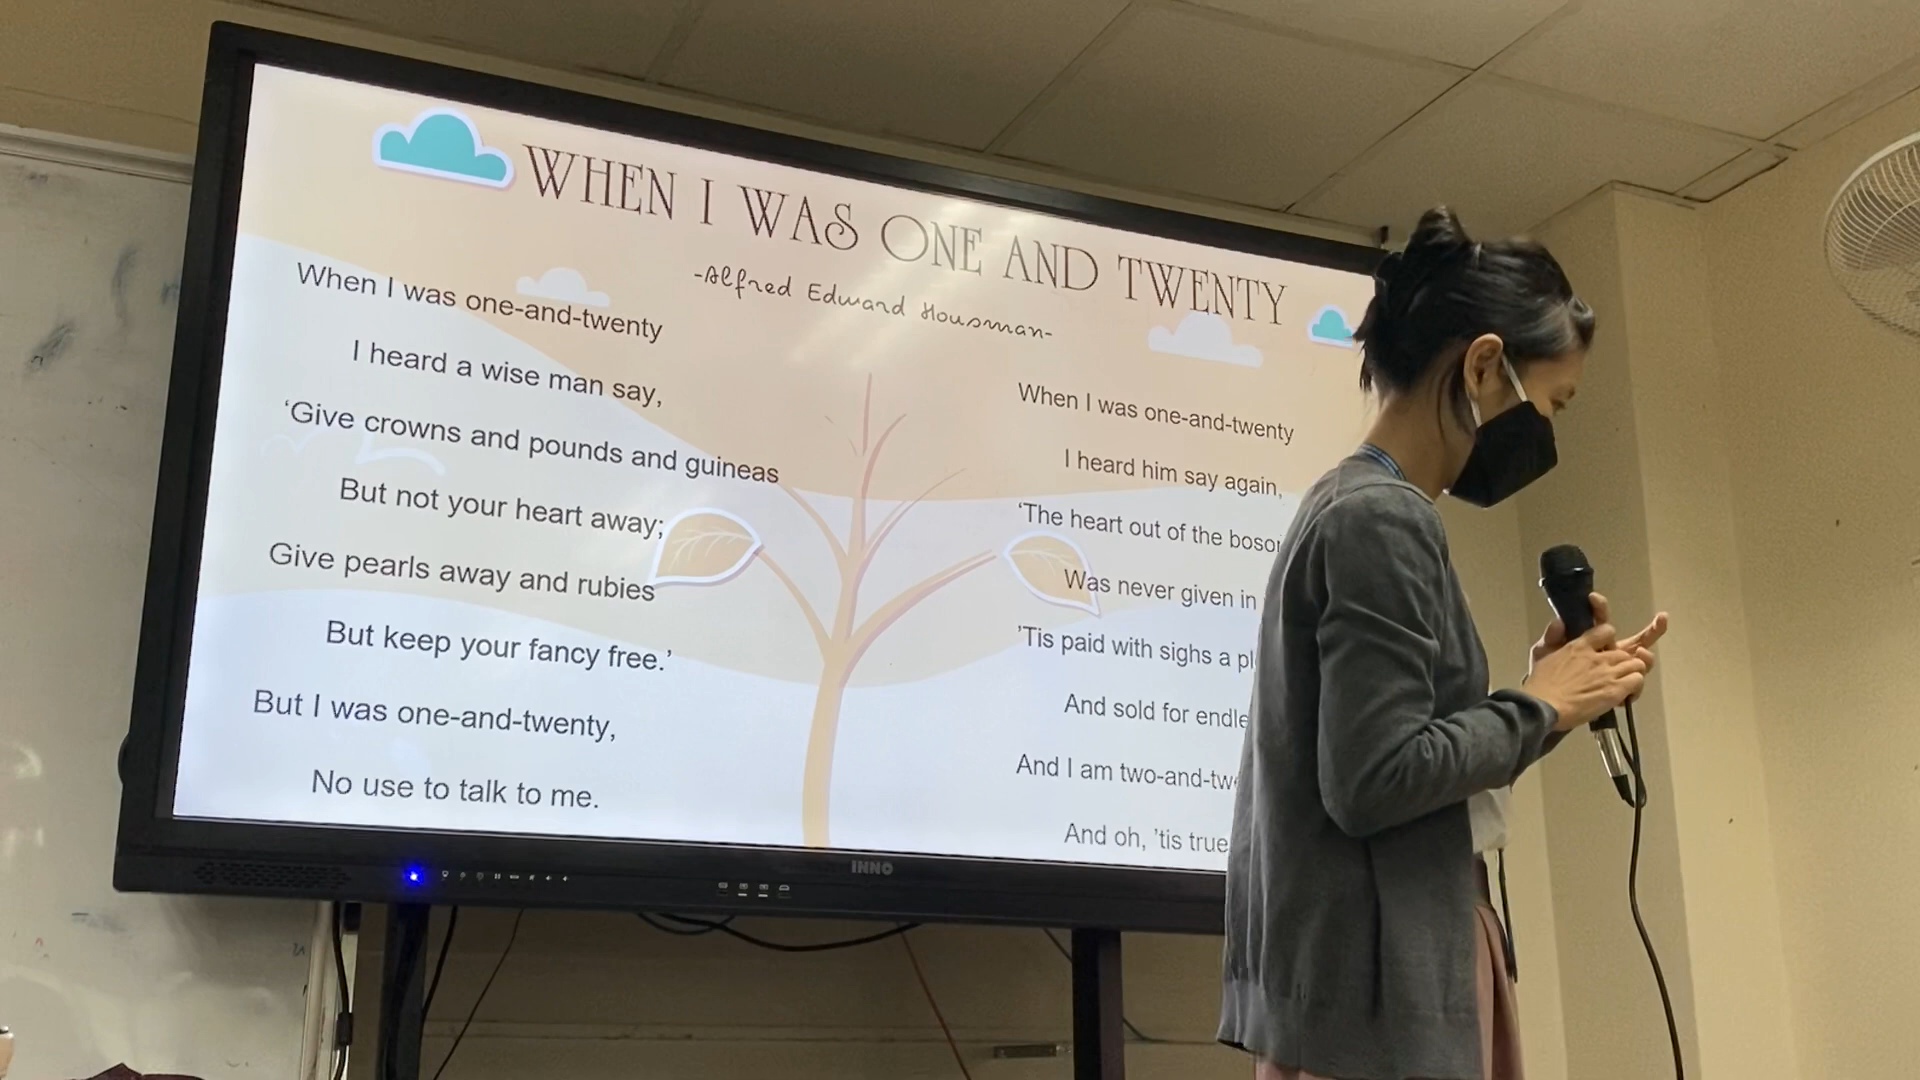 WHEN I WAS ONE AND TWENTY
-Alfred Edward Housman-
When I was one-and-twenty
I heard a wise man say,
‘Give crowns and pounds and guineas
But not your heart away;
Give pearls away and rubies
But keep your fancy free.’
But I was one-and-twenty,
No use to talk to me.
When I was one-and-twenty
I heard him say again,
‘The heart out of the
Was never given in
’Tis paid with sighs a
And sold for
And I am
And oh, ’tis true
INNO